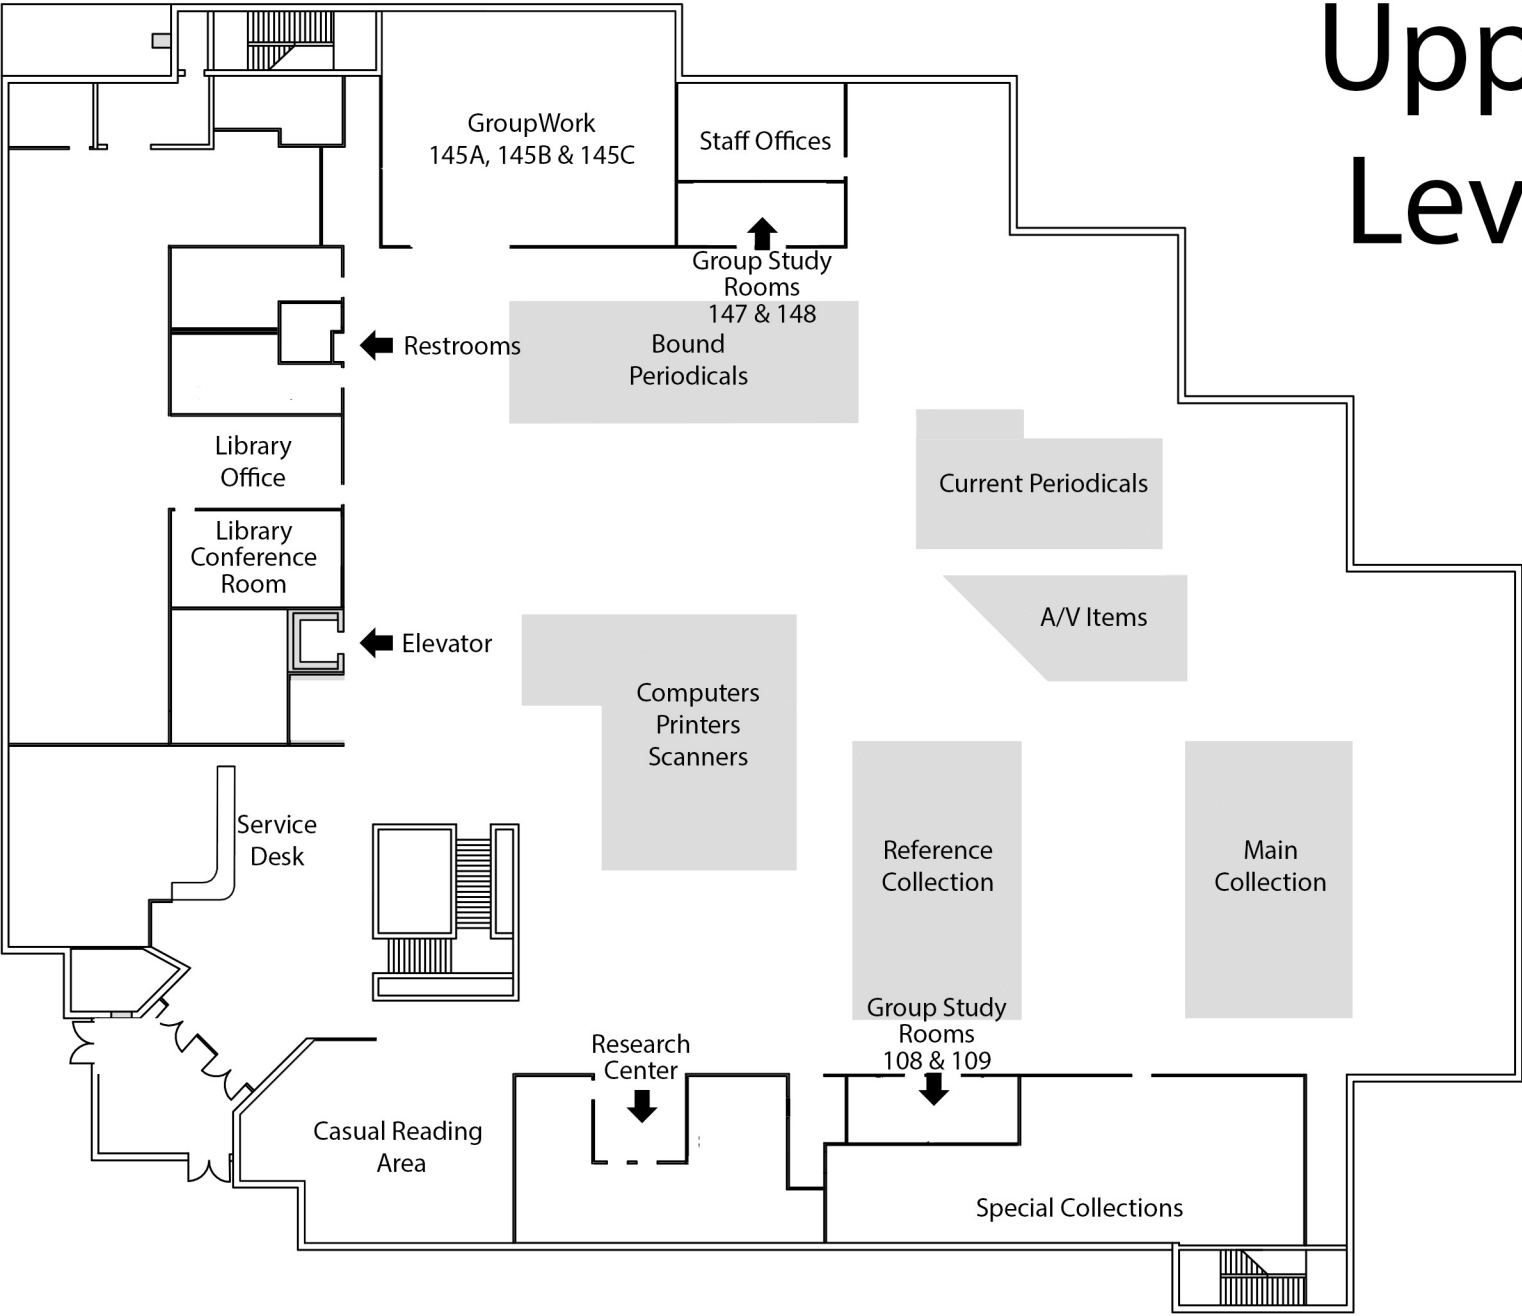 Upp
Lev
GroupWork
145A, 145B & 145C
Staff Offices
Group Study
Rooms
147 & 148
Restrooms
Bound
Periodicals
Library
Office
Current Periodicals
Library
Conference
Room
A/V Items
Elevator
Computers
Printers
Scanners
Service
Desk
Reference
Collection
Main
Collection
Group Study
Rooms
108 & 109
Research
Center
Casual Reading
Area
Special Collections